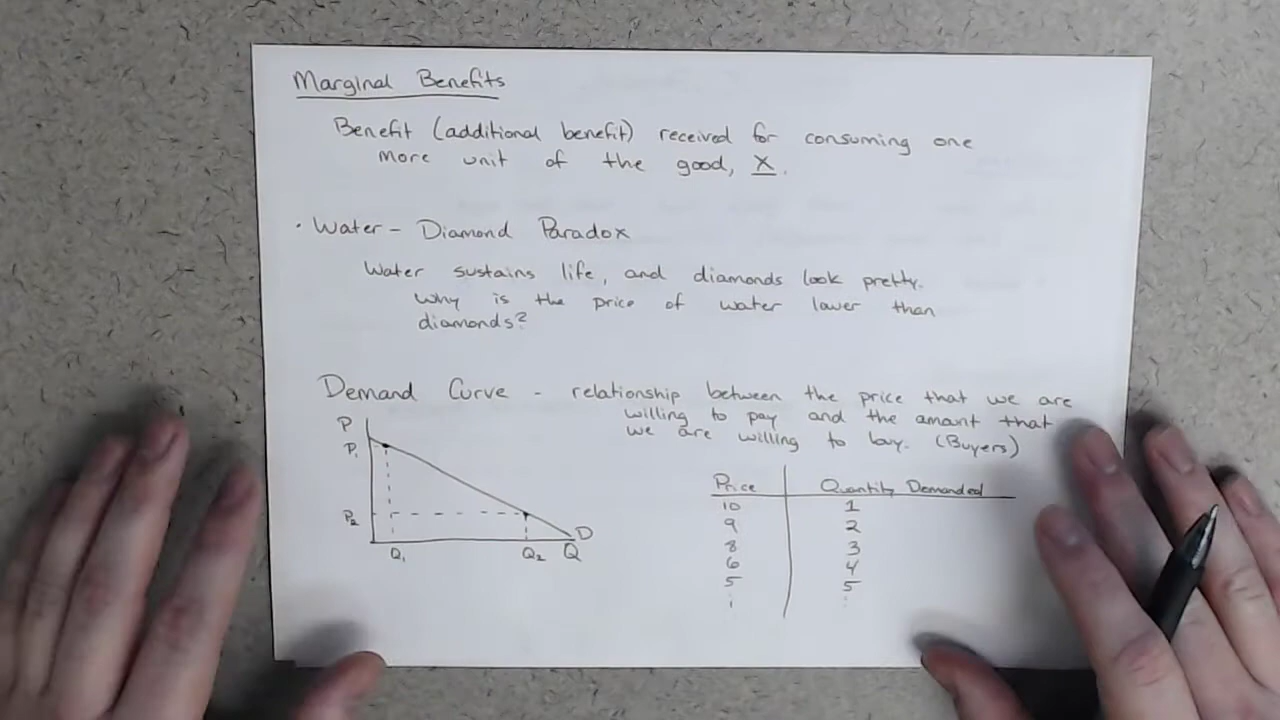 Marginal Benefits
Benefit (additional benefit) received for consuming one
more unit of the good, X.
• Water - Diamond Paradox
Water sustains life, and diamonds look pretty.
Why is the price of water lower than
diamonds?
Demand Curve - relationship between the price that we are
willing to pay and the amount that
we are willing to buy. (Buyers)
P
P1
P2
Q1 Q2 Q
D
Price Quantity Demanded
10 1
9 2
8 3
6 4
5 5
⋮ ⋮